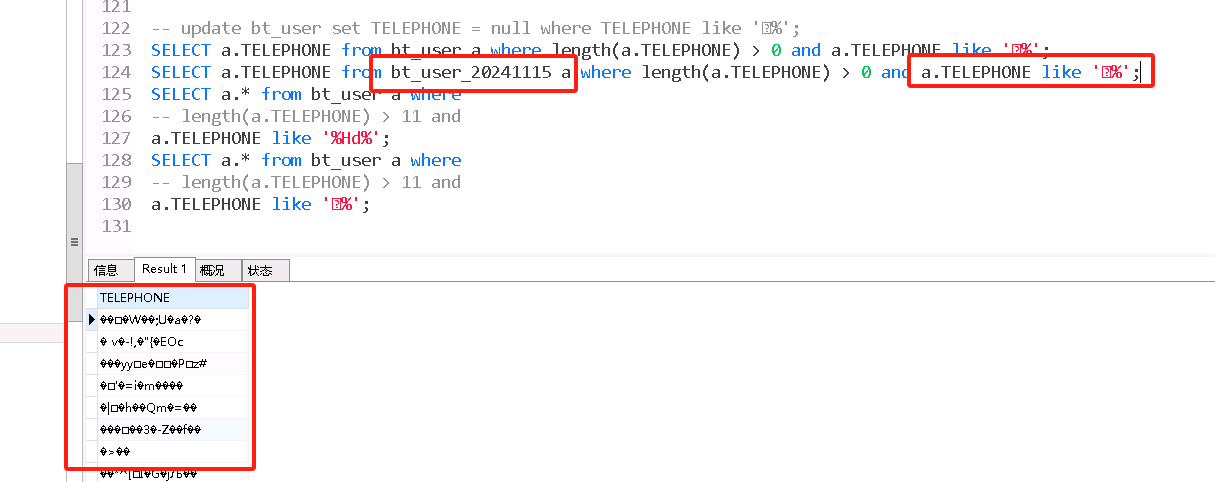 121
122 -- update bt_user set TELEPHONE = null where TELEPHONE like '�%';
123 SELECT a.TELEPHONE from bt_user a where length(a.TELEPHONE) > 0 and a.TELEPHONE like '�%';
124 SELECT a.TELEPHONE from bt_user_20241115 a where length(a.TELEPHONE) > 0 and a.TELEPHONE like '�%';
125 SELECT a.* from bt_user a where
126 -- length(a.TELEPHONE) > 11 and
127 a.TELEPHONE like '%Hd%';
128 SELECT a.* from bt_user a where
129 -- length(a.TELEPHONE) > 11 and
130 a.TELEPHONE like '�%';
131
信息 Result 1 概况 状态
TELEPHONE
��□�W��;U�a�?�
� v�-!,�"{�EOc
���yy□e�□□�P□z#
�□'�=i�m����
�|□�h��Qm�=��
���□��3�-Z��f��
�>��